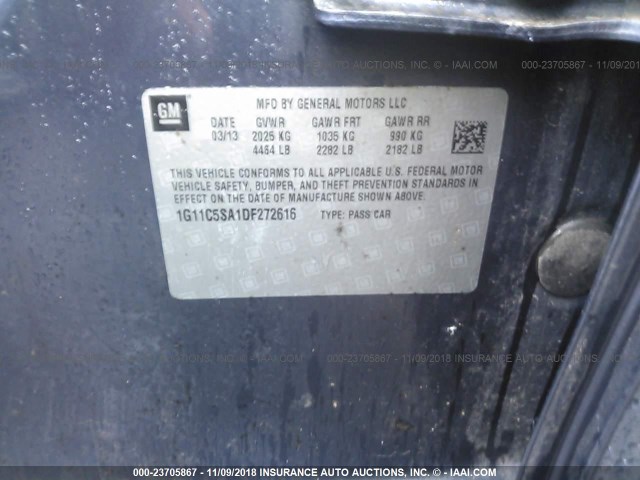 GM
MFD BY GENERAL MOTORS LLC
DATE GVWR GAWR FRT GAWR RR
03/13 2025 KG 1035 KG 990 KG
4464 LB 2282 LB 2182 LB
THIS VEHICLE CONFORMS TO ALL APPLICABLE U.S. FEDERAL MOTOR
VEHICLE SAFETY, BUMPER, AND THEFT PREVENTION STANDARDS IN
EFFECT ON THE DATE OF MANUFACTURE SHOWN ABOVE.
1G11C5SA1DF272616 TYPE: PASS CAR
000-23705867 - 11/09/2018 INSURANCE AUTO AUCTIONS, INC. - © IAAI.COM